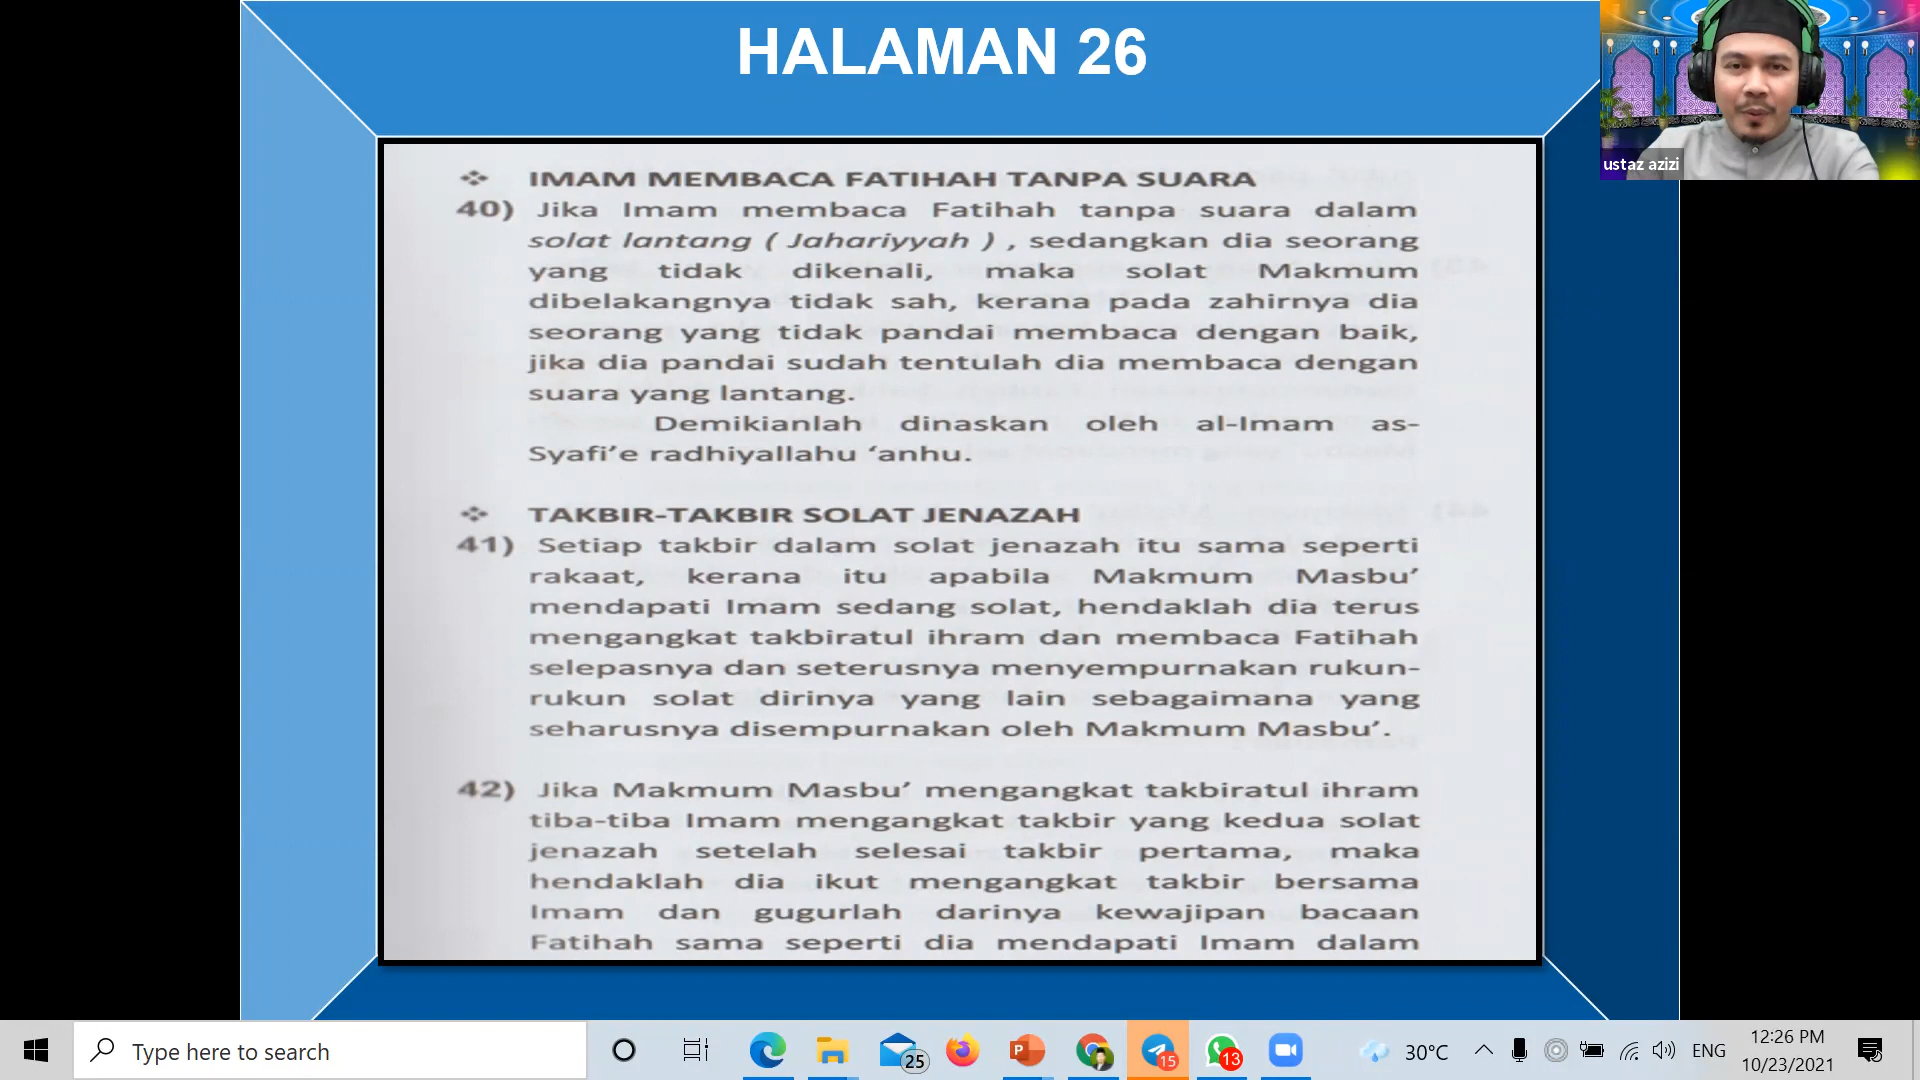 HALAMAN 26
ustaz azizi
❖ IMAM MEMBACA FATIHAH TANPA SUARA
40) Jika Imam membaca Fatihah tanpa suara dalam
solat lantang ( Jahariyyah ) , sedangkan dia seorang
yang tidak dikenali, maka solat Makmum
dibelakangnya tidak sah, kerana pada zahirnya dia
seorang yang tidak pandai membaca dengan baik,
jika dia pandai sudah tentulah dia membaca dengan
suara yang lantang.
Demikianlah dinaskan oleh al-Imam as-
Syafi’e radhiyallahu ‘anhu.
❖ TAKBIR-TAKBIR SOLAT JENAZAH
41) Setiap takbir dalam solat jenazah itu sama seperti
rakaat, kerana itu apabila Makmum Masbu’
mendapati Imam sedang solat, hendaklah dia terus
mengangkat takbiratul ihram dan membaca Fatihah
selepasnya dan seterusnya menyempurnakan rukun-
rukun solat dirinya yang lain sebagaimana yang
seharusnya disempurnakan oleh Makmum Masbu’.
42) Jika Makmum Masbu’ mengangkat takbiratul ihram
tiba-tiba Imam mengangkat takbir yang kedua solat
jenazah setelah selesai takbir pertama, maka
hendaklah dia ikut mengangkat takbir bersama
Imam dan gugurlah darinya kewajipan bacaan
Fatihah sama seperti dia mendapati Imam dalam
Type here to search
25
P
15
13
30°C
ENG
12:26 PM
10/23/2021